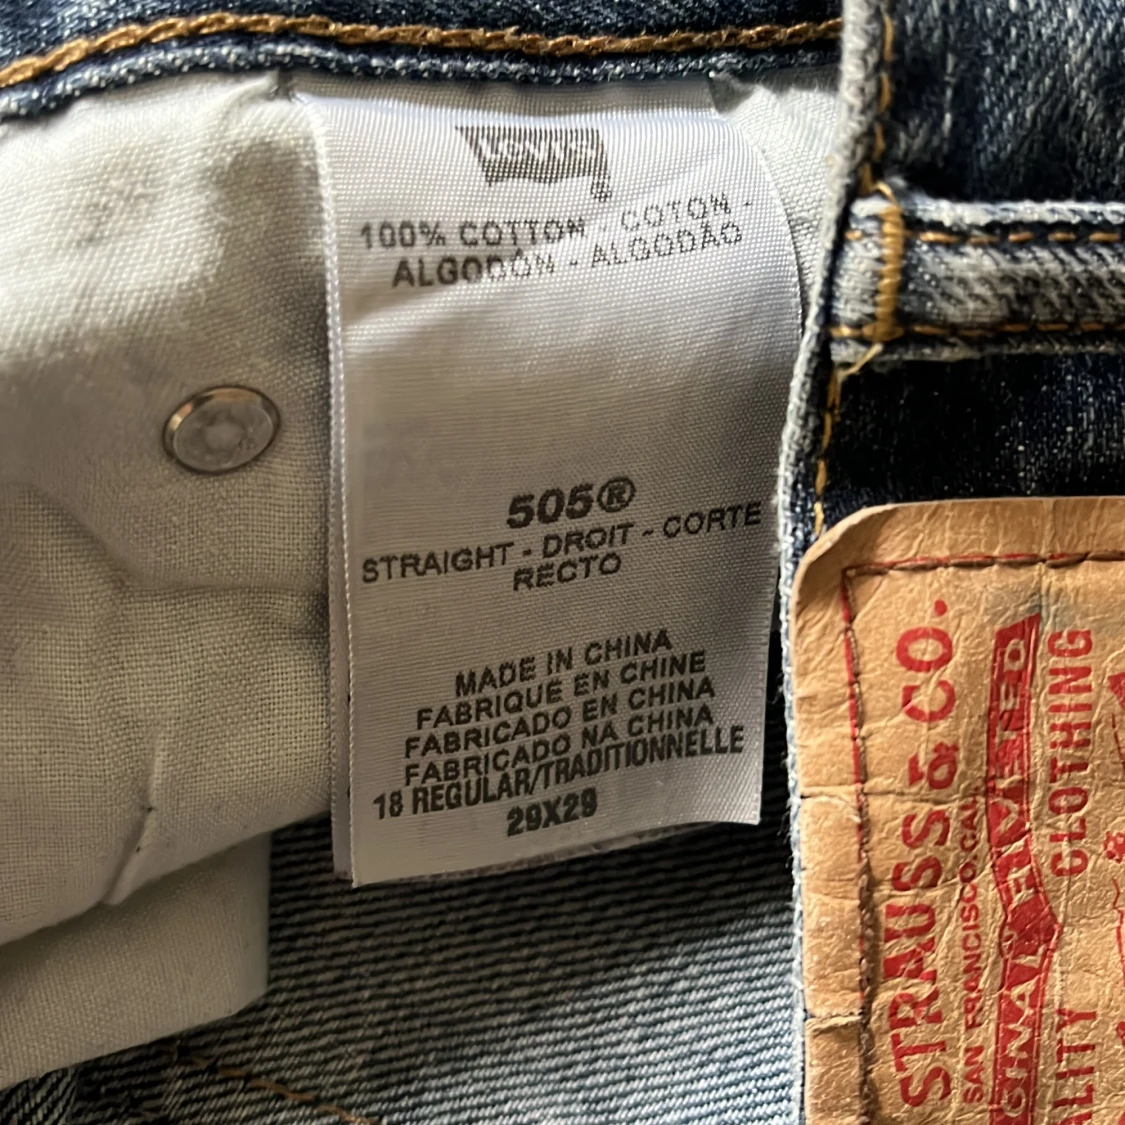 Levi's
®
100% COTTON - COTON -
ALGODÓN - ALGODÃO
505®
STRAIGHT - DROIT - CORTE
RECTO
MADE IN CHINA
FABRIQUE EN CHINE
FABRICADO EN CHINA
FABRICADO NA CHINA
18 REGULAR/TRADITIONNELLE
29X29
STRAUSS & CO.
SAN FRANCISCO,CAL.
CLOTHING